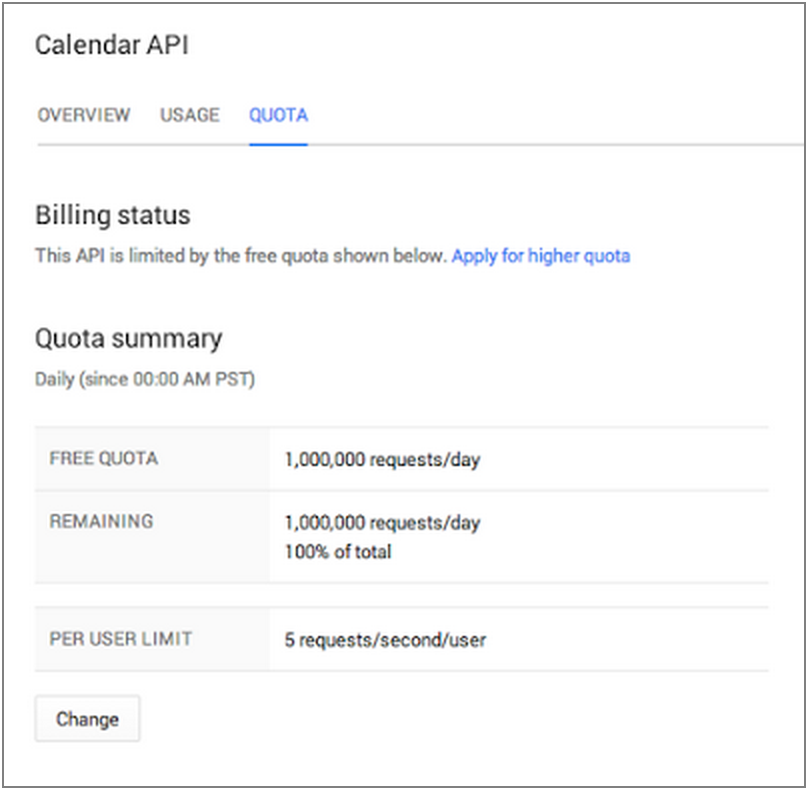 Calendar API
OVERVIEW USAGE QUOTA
Billing status
This API is limited by the free quota shown below. Apply for higher quota
Quota summary
Daily (since 00:00 AM PST)
FREE QUOTA 1,000,000 requests/day
REMAINING 1,000,000 requests/day
100% of total
PER USER LIMIT 5 requests/second/user
Change